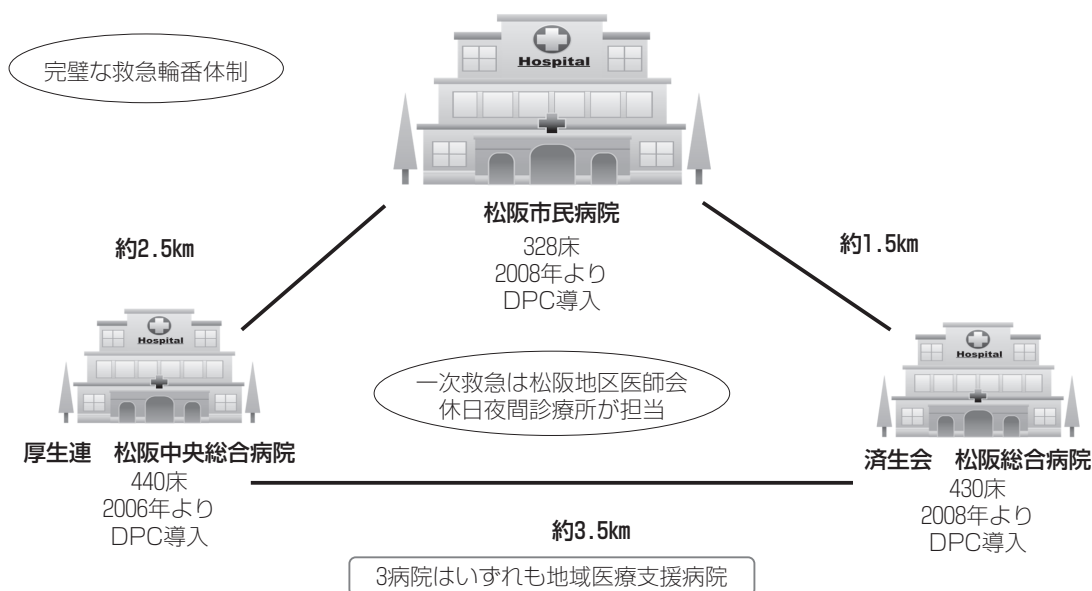 完璧な救急輪番体制
Hospital
松阪市民病院
328床
2008年より
DPC導入
約2.5km
約1.5km
Hospital
厚生連　松阪中央総合病院
440床
2006年より
DPC導入
一次救急は松阪地区医師会
休日夜間診療所が担当
Hospital
済生会　松阪総合病院
430床
2008年より
DPC導入
約3.5km
3病院はいずれも地域医療支援病院